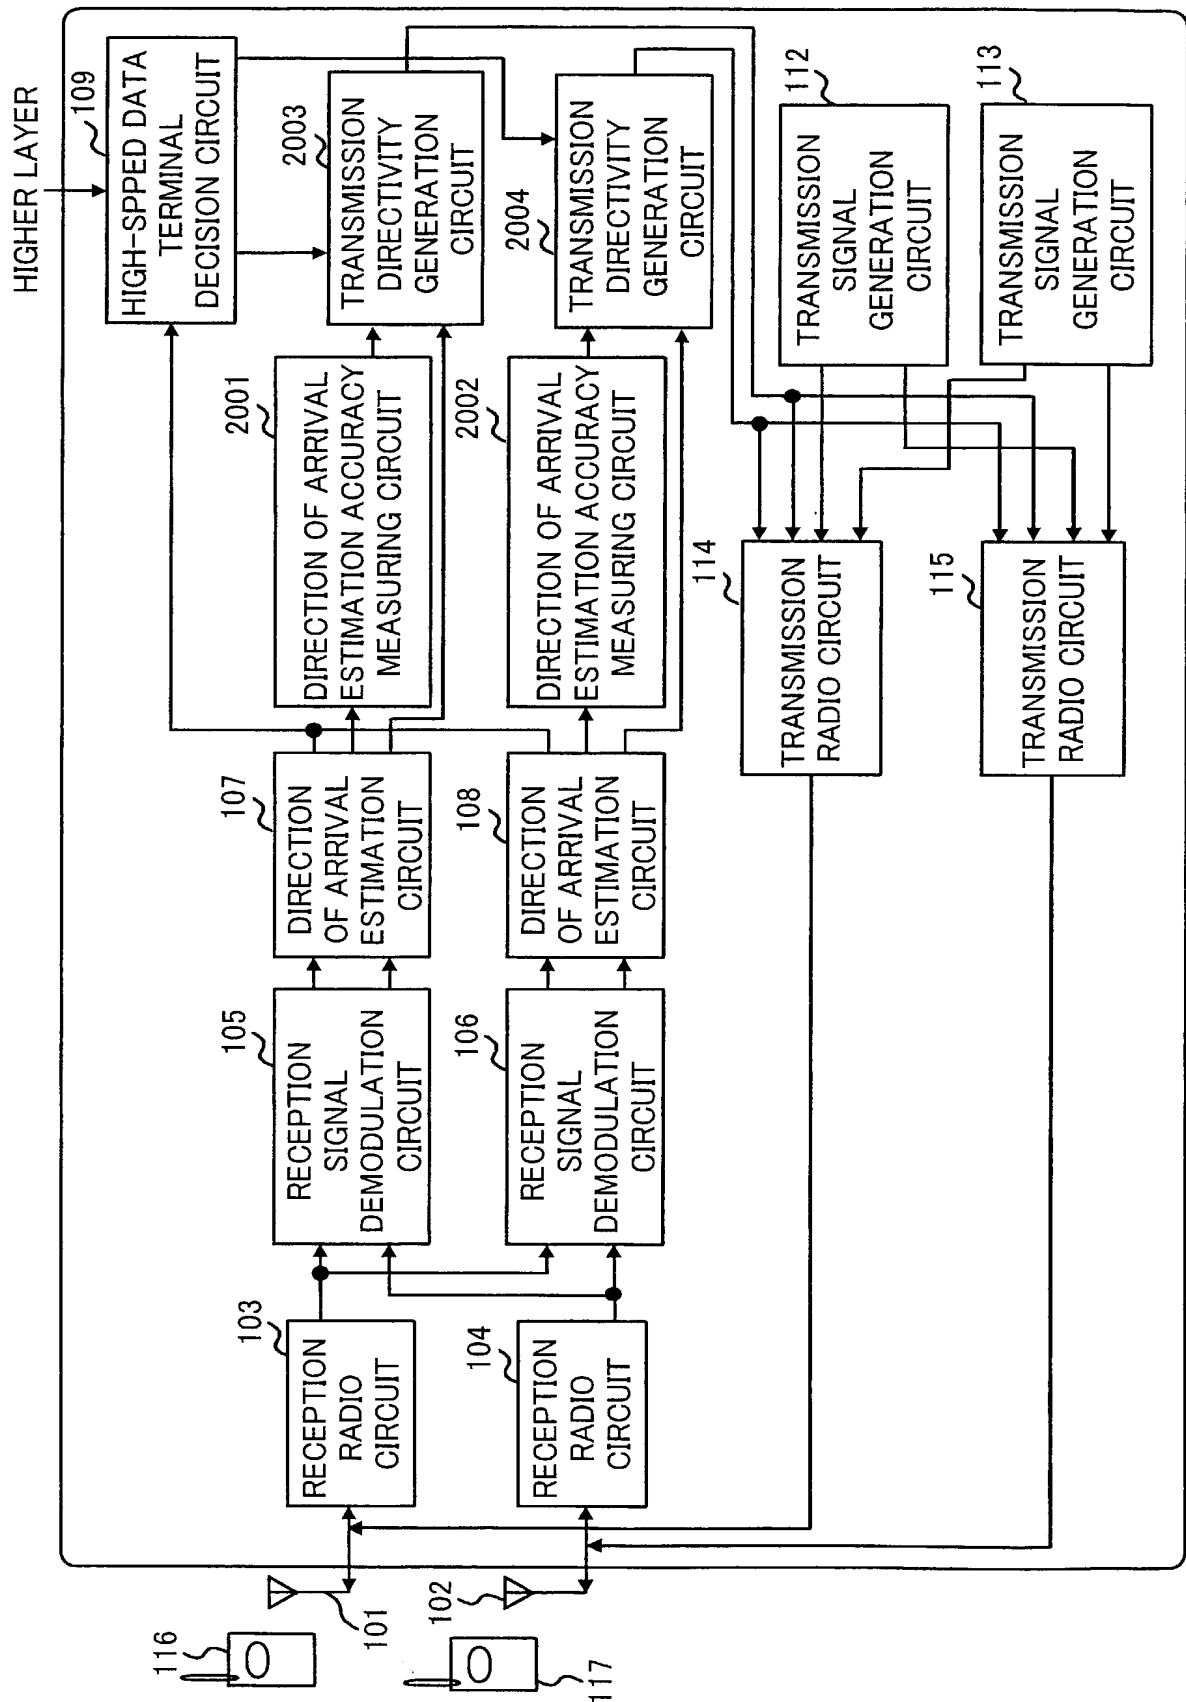 HIGHER LAYER
109
HIGH-SPPED DATA
TERMINAL
DECISION CIRCUIT
2003
TRANSMISSION
DIRECTIVITY
GENERATION
CIRCUIT
2004
TRANSMISSION
DIRECTIVITY
GENERATION
CIRCUIT
112
TRANSMISSION
SIGNAL
GENERATION
CIRCUIT
113
TRANSMISSION
SIGNAL
GENERATION
CIRCUIT
2001
DIRECTION OF ARRIVAL
ESTIMATION ACCURACY
MEASURING CIRCUIT
2002
DIRECTION OF ARRIVAL
ESTIMATION ACCURACY
MEASURING CIRCUIT
114
TRANSMISSION
RADIO CIRCUIT
115
TRANSMISSION
RADIO CIRCUIT
107
DIRECTION
OF ARRIVAL
ESTIMATION
CIRCUIT
108
DIRECTION
OF ARRIVAL
ESTIMATION
CIRCUIT
105
RECEPTION
SIGNAL
DEMODULATION
CIRCUIT
106
RECEPTION
SIGNAL
DEMODULATION
CIRCUIT
103
RECEPTION
RADIO
CIRCUIT
104
RECEPTION
RADIO
CIRCUIT
101
102
116
117